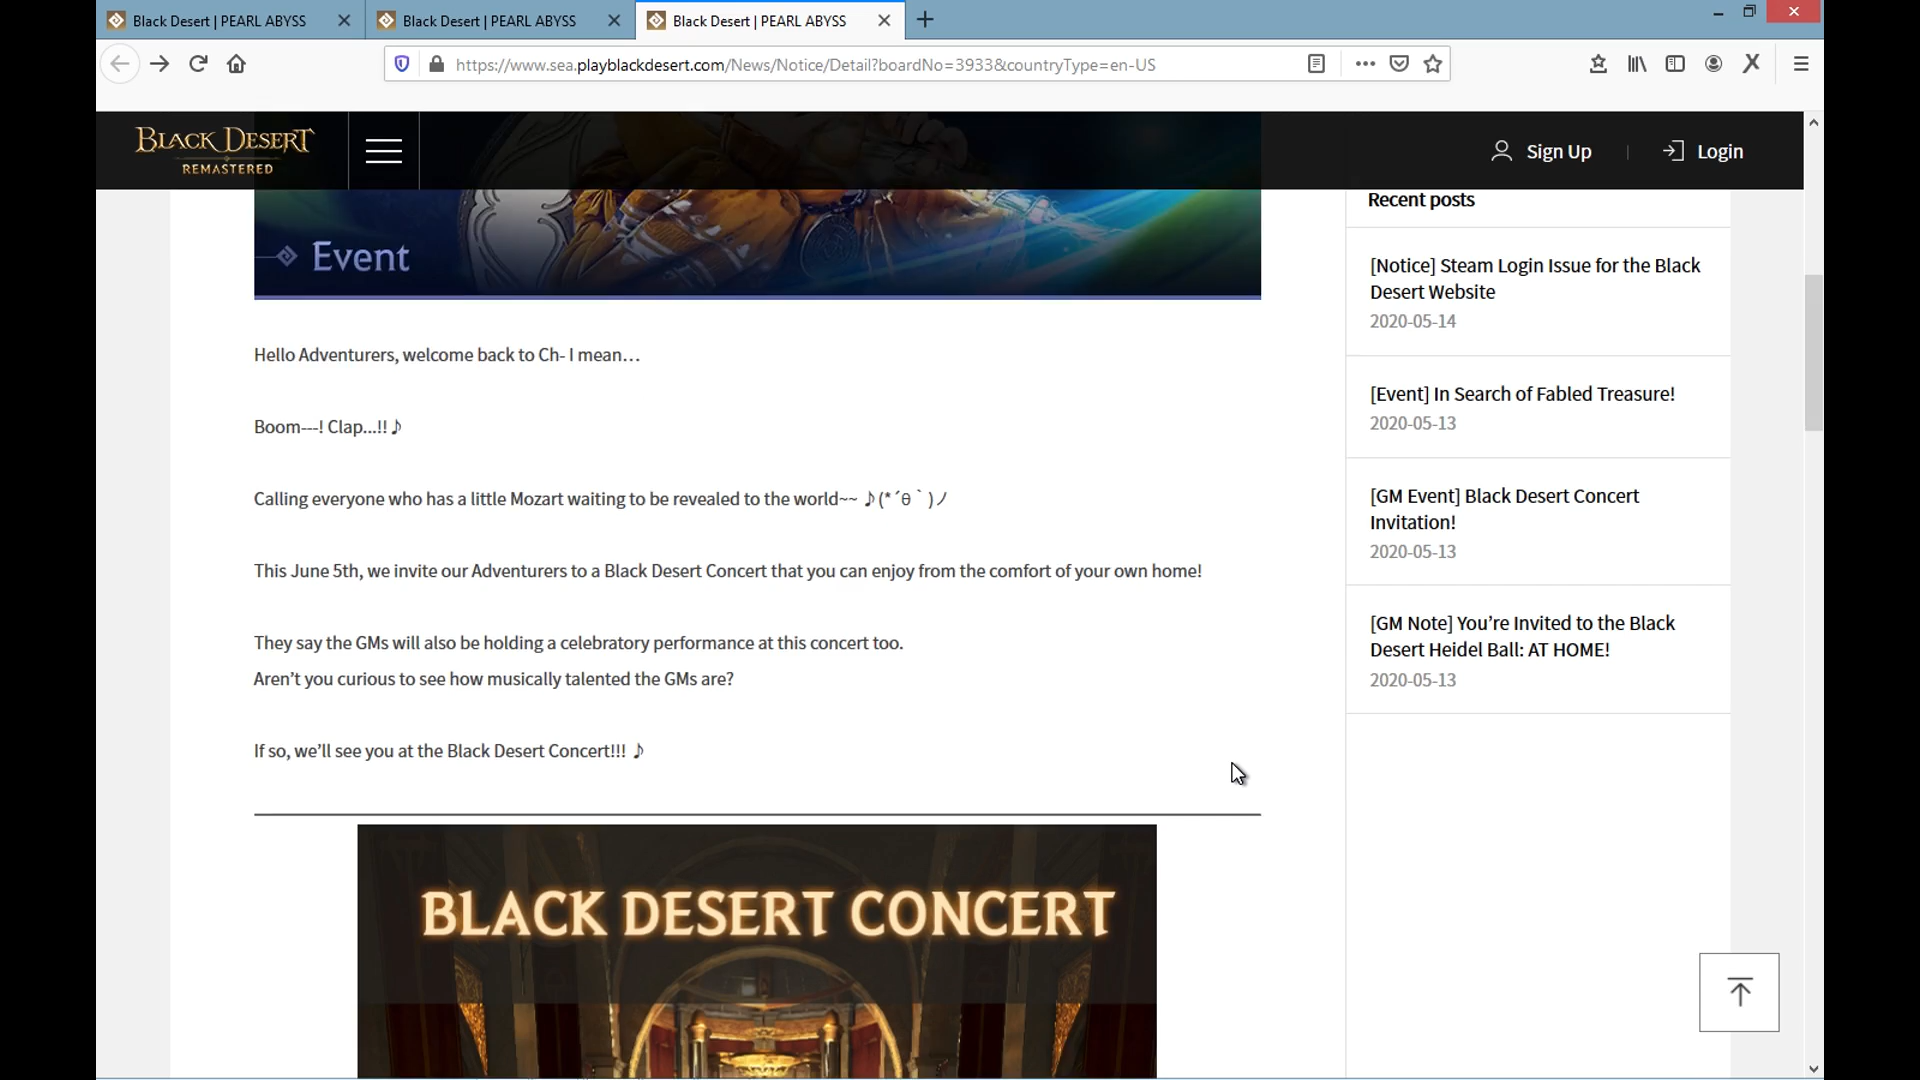 Black Desert | PEARL ABYSS
Black Desert | PEARL ABYSS
Black Desert | PEARL ABYSS
https://www.sea.playblackdesert.com/News/Notice/Detail?boardNo=3933&countryType=en-US
BLACK DESERT
REMASTERED
Sign Up
Login
Event
Hello Adventurers, welcome back to Ch- I mean…
Boom---! Clap...!! ♪
Calling everyone who has a little Mozart waiting to be revealed to the world~~ ♪(*´θ｀)ノ
This June 5th, we invite our Adventurers to a Black Desert Concert that you can enjoy from the comfort of your own home!
They say the GMs will also be holding a celebratory performance at this concert too.
Aren't you curious to see how musically talented the GMs are?
If so, we'll see you at the Black Desert Concert!!! ♪
BLACK DESERT CONCERT
Recent posts
[Notice] Steam Login Issue for the Black
Desert Website
2020-05-14
[Event] In Search of Fabled Treasure!
2020-05-13
[GM Event] Black Desert Concert
Invitation!
2020-05-13
[GM Note] You’re Invited to the Black
Desert Heidel Ball: AT HOME!
2020-05-13